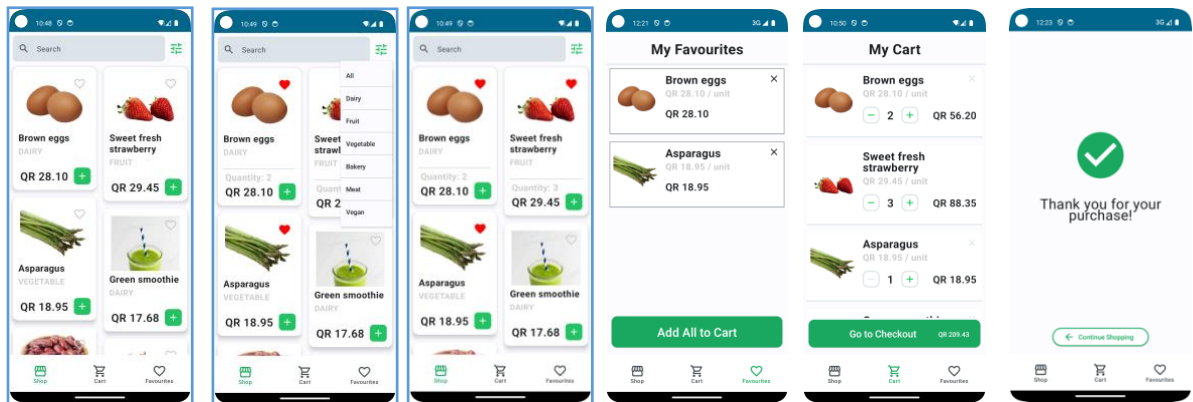 10:48
Search
Brown eggs
DAIRY
QR 28.10
Sweet fresh
strawberry
FRUIT
QR 29.45
Asparagus
VEGETABLE
QR 18.95
Green smoothie
DAIRY
QR 17.68
Shop
Cart
Favourites
10:49
Search
All
Dairy
Fruit
Vegetable
Bakery
Meat
Vegan
Brown eggs
DAIRY
Quantity: 2
QR 28.10
Sweet
FRUIT
QR 2
Asparagus
VEGETABLE
QR 18.95
Green smoothie
DAIRY
QR 17.68
Shop
Cart
Favourites
10:49
Search
Brown eggs
DAIRY
Quantity: 2
QR 28.10
Sweet fresh
strawberry
FRUIT
Quantity: 3
QR 29.45
Asparagus
VEGETABLE
QR 18.95
Green smoothie
DAIRY
QR 17.68
Shop
Cart
Favourites
12:21
3G
My Favourites
Brown eggs
QR 28.10 / unit
QR 28.10
Asparagus
QR 18.95 / unit
QR 18.95
Add All to Cart
Shop
Cart
Favourites
10:50
My Cart
Brown eggs
QR 28.10 / unit
2
QR 56.20
Sweet fresh
strawberry
QR 29.45 / unit
3
QR 88.35
Asparagus
QR 18.95 / unit
1
QR 18.95
Go to Checkout QR 209.43
Shop
Cart
Favourites
12:23
3G
Thank you for your
purchase!
← Continue Shopping
Shop
Cart
Favourites